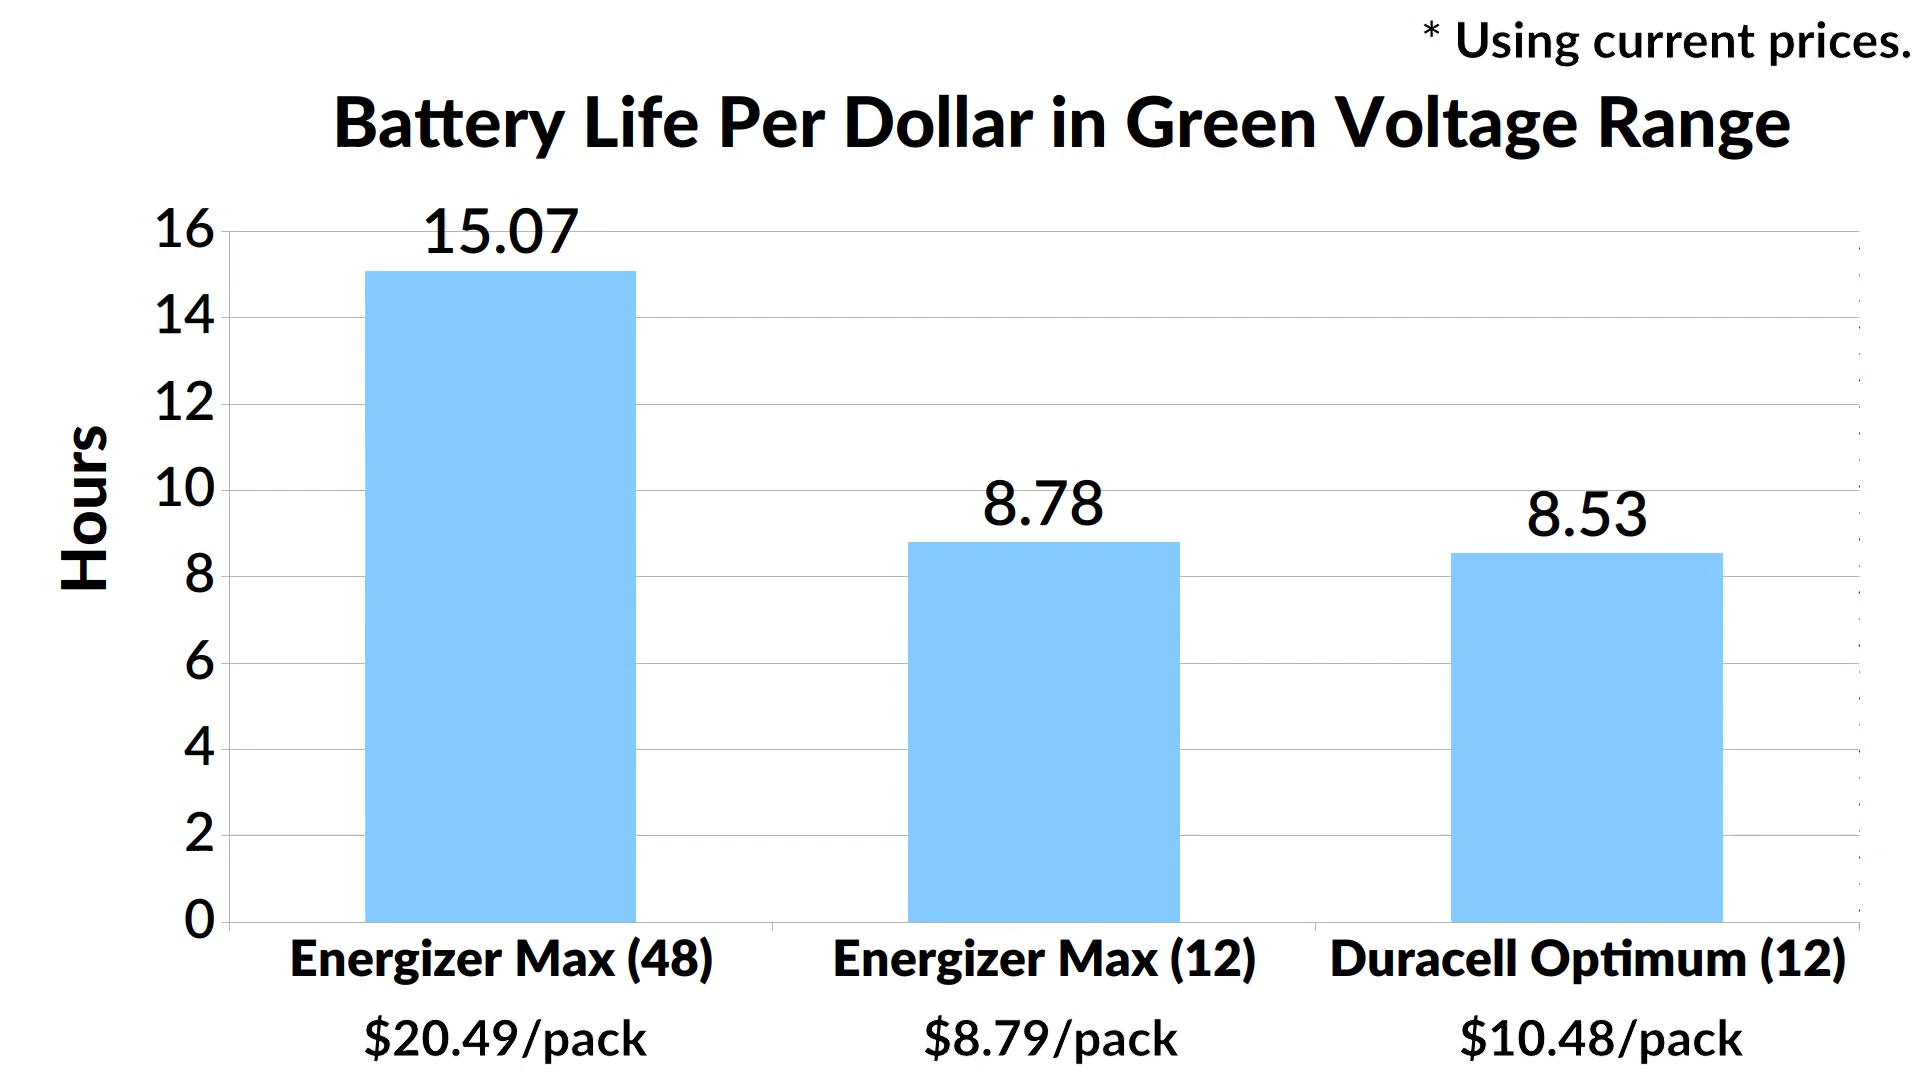 * Using current prices.
Battery Life Per Dollar in Green Voltage Range
Hours
16
14
12
10
8
6
4
2
0
15.07
8.78
8.53
Energizer Max (48)
Energizer Max (12)
Duracell Optimum (12)
$20.49/pack
$8.79/pack
$10.48/pack